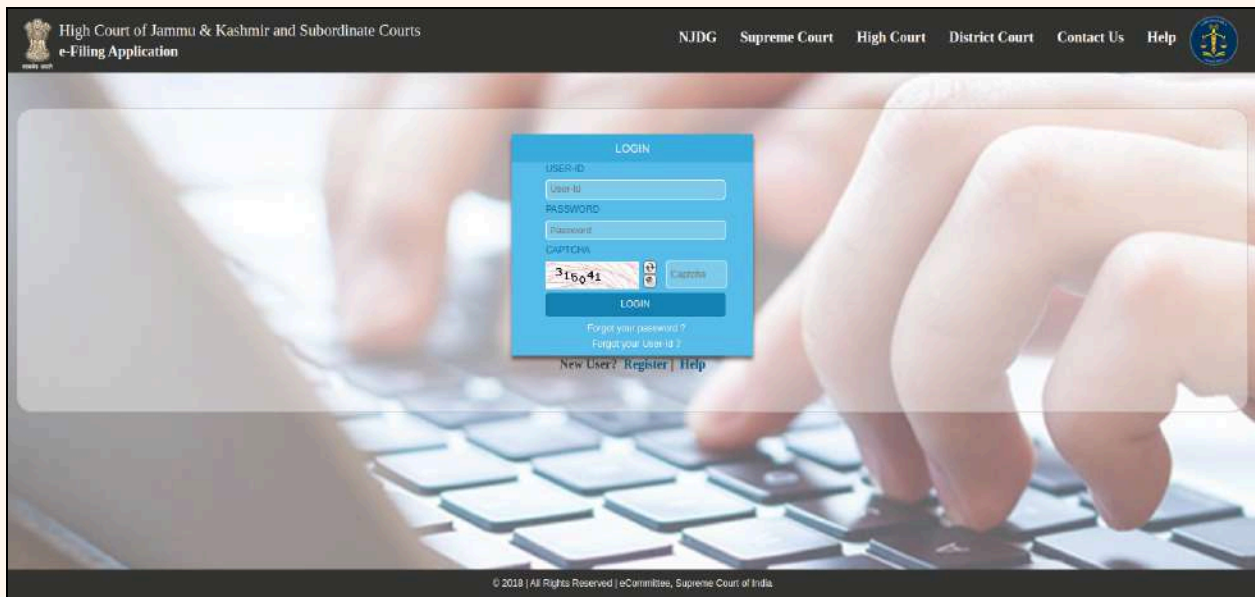 High Court of Jammu & Kashmir and Subordinate Courts
e-Filing Application
NJDG Supreme Court High Court District Court Contact Us Help
LOGIN
USER-ID
User-Id
PASSWORD
Password
CAPTCHA
315041 Captcha
LOGIN
Forgot your password ?
Forgot your User-Id ?
New User? Register | Help
© 2018 | All Rights Reserved | eCommittee, Supreme Court of India